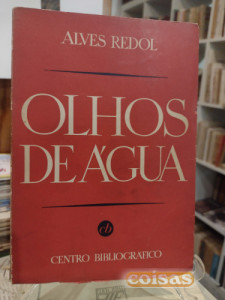 ALVES REDOL
OLHOS
DE ÁGUA
cb
CENTRO BIBLIOGRÁFICO
coisas